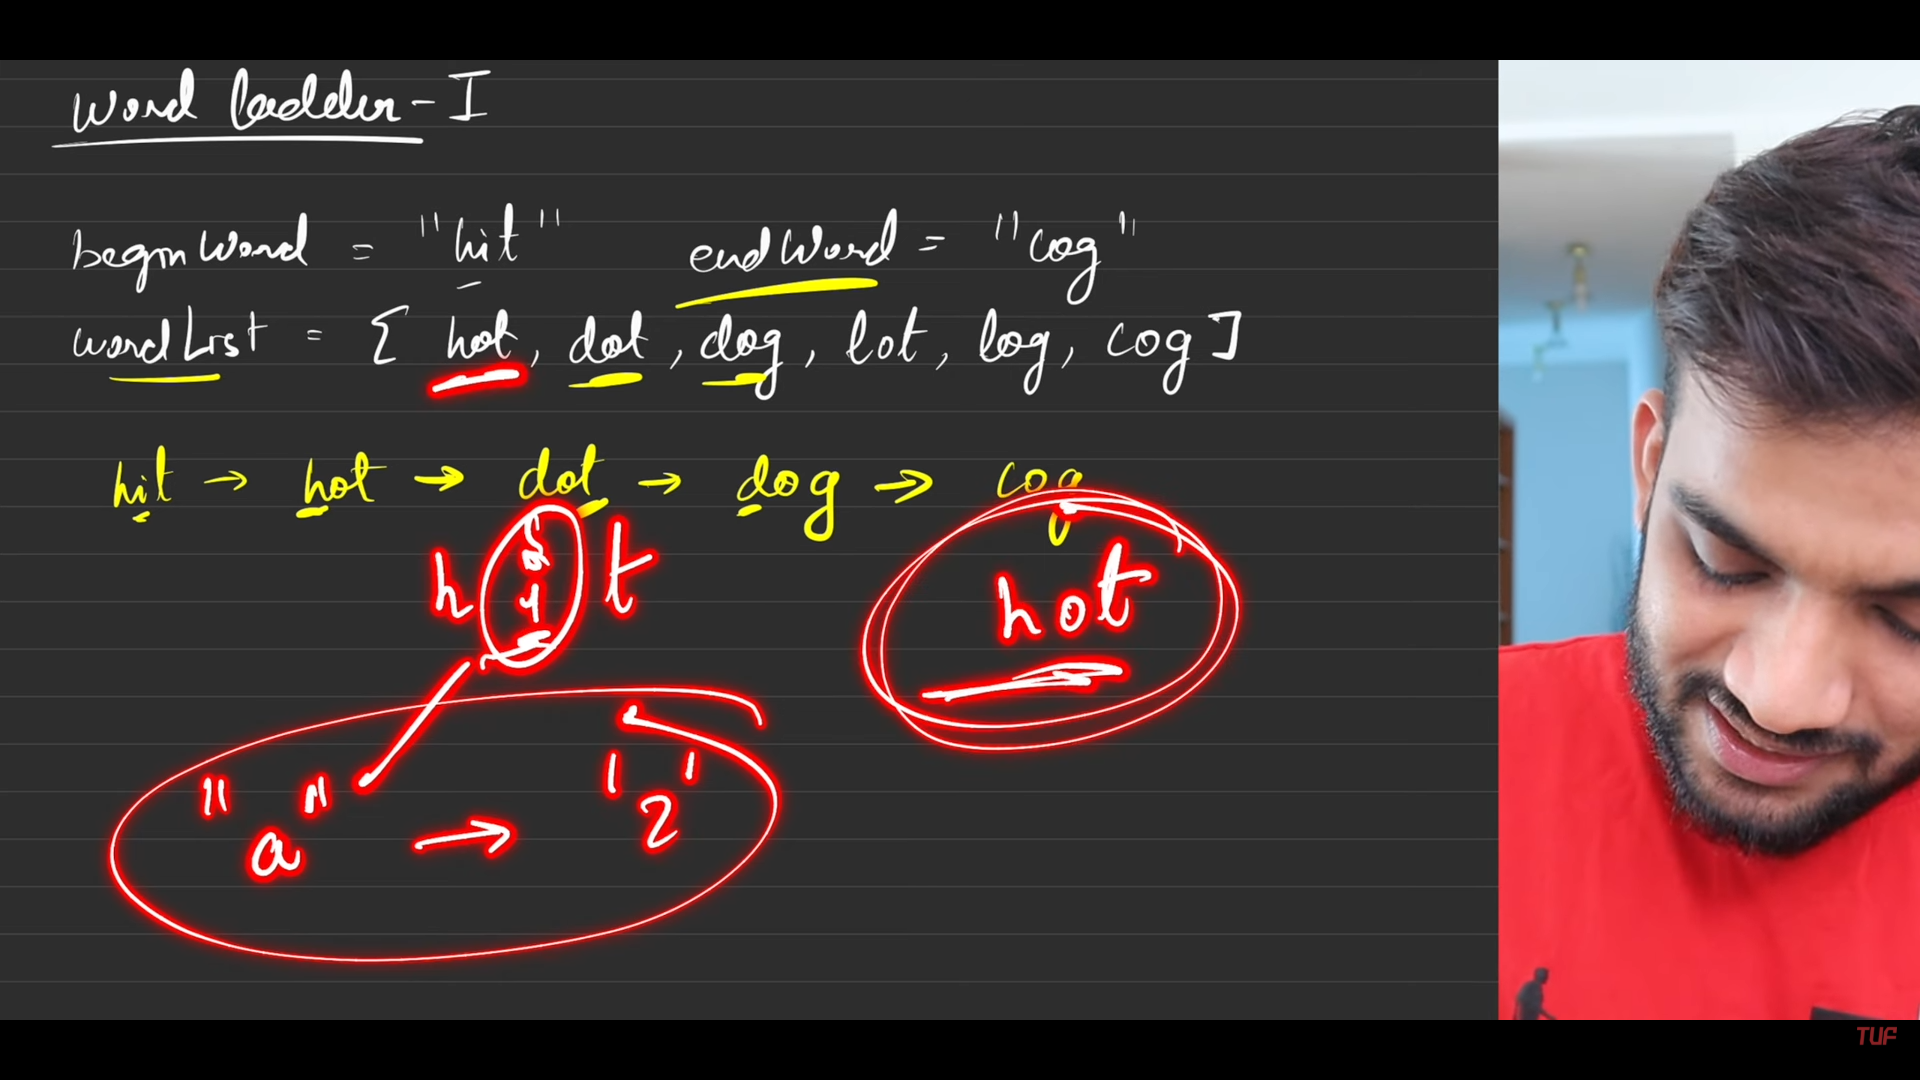 Word Ladder - I
beginWord = "hit" endWord = "cog"
wordList = { hot, dot, dog, lot, log, cog ]
hit → hot → dot → dog → cog
h t
hot
"a" → 'z'
TUF